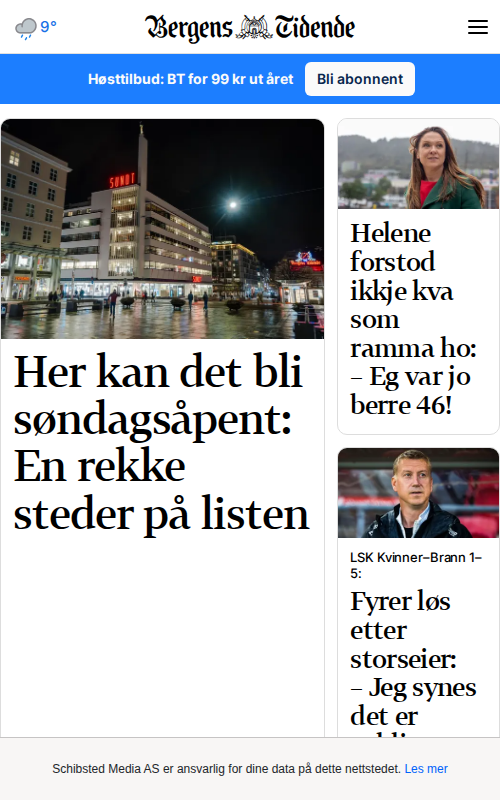 9°
Bergens Tidende
Høsttilbud: BT for 99 kr ut året
Bli abonnent
SUNDT
Her kan det bli
søndagsåpent:
En rekke
steder på listen
Helene
forstod
ikkje kva
som
ramma ho:
– Eg var jo
berre 46!
LSK Kvinner–Brann 1–
5:
Fyrer løs
etter
storseier:
– Jeg synes
det er
Schibsted Media AS er ansvarlig for dine data på dette nettstedet. Les mer